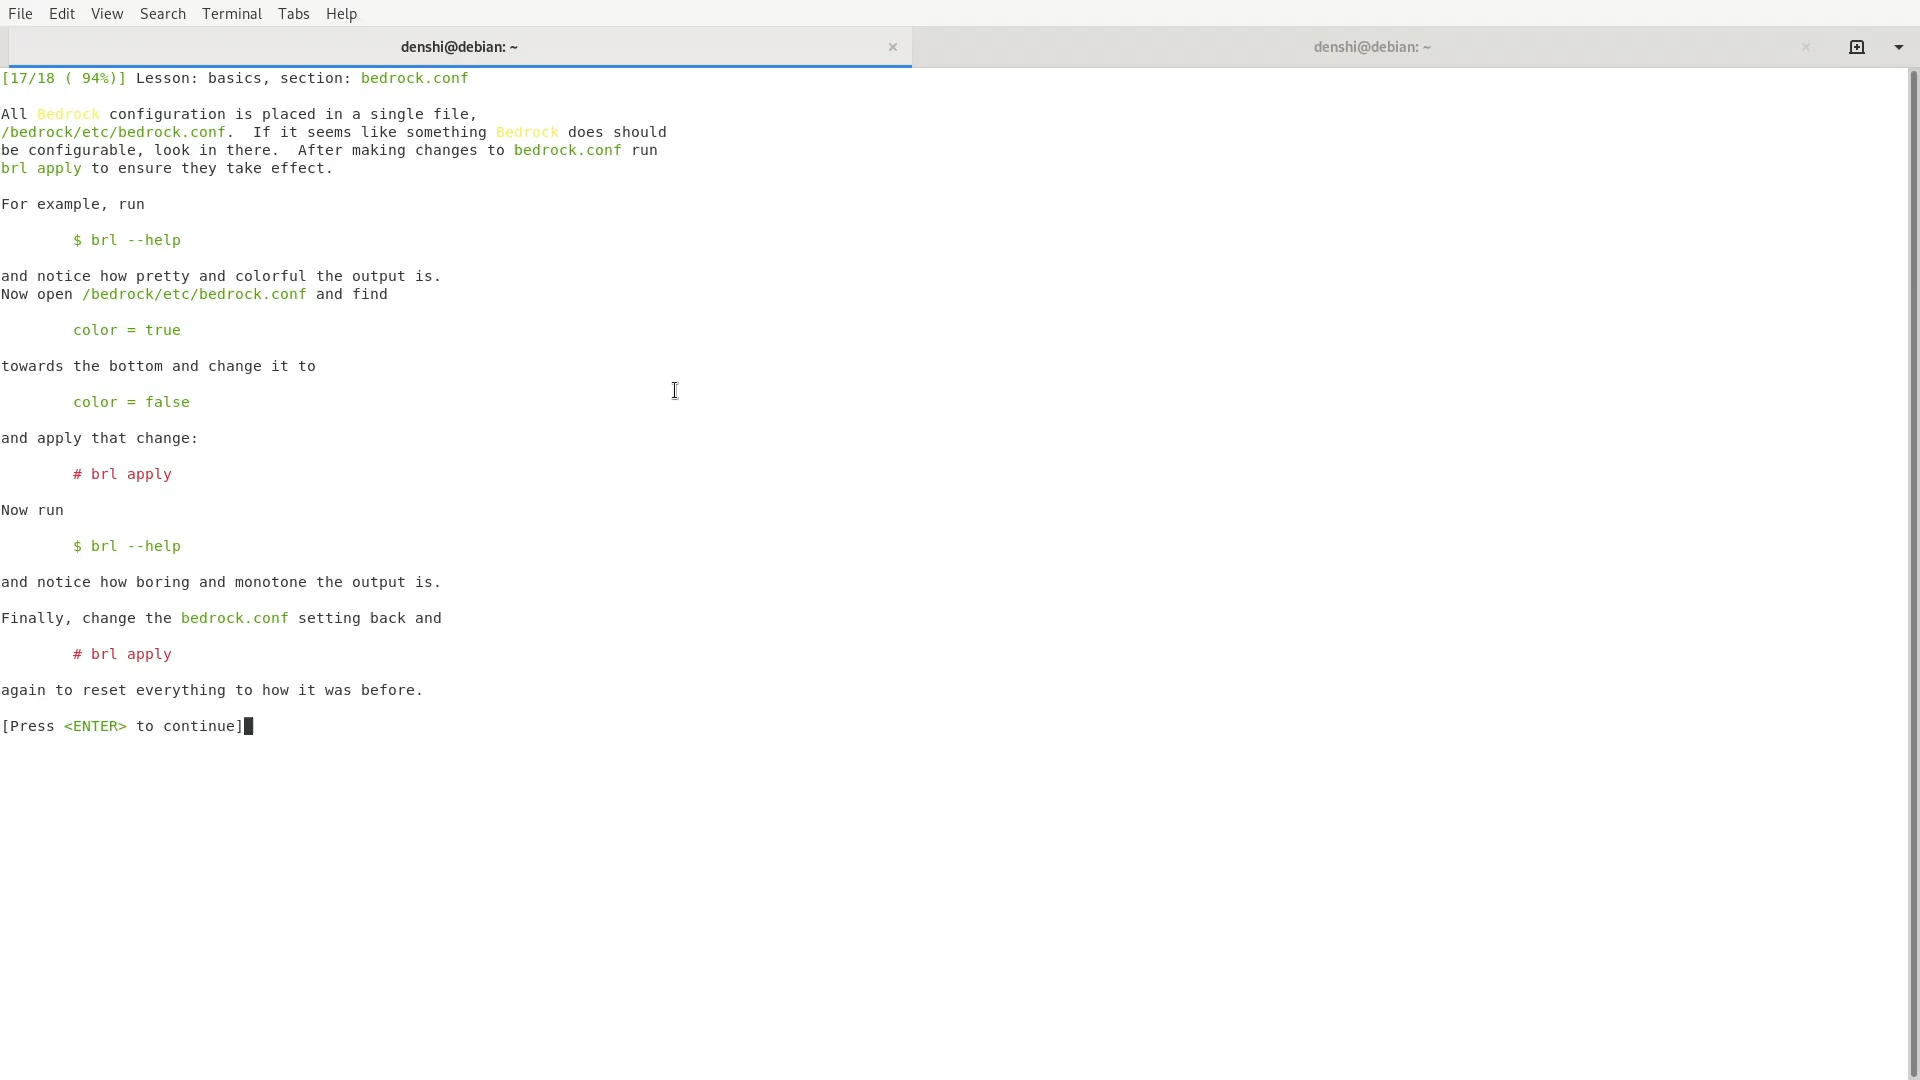 File Edit View Search Terminal Tabs Help
denshi@debian: ~ × denshi@debian: ~ ×
[17/18 ( 94%)] Lesson: basics, section: bedrock.conf
All Bedrock configuration is placed in a single file,
/bedrock/etc/bedrock.conf.  If it seems like something Bedrock does should
be configurable, look in there.  After making changes to bedrock.conf run
brl apply to ensure they take effect.
For example, run
$ brl --help
and notice how pretty and colorful the output is.
Now open /bedrock/etc/bedrock.conf and find
color = true
towards the bottom and change it to
color = false
and apply that change:
# brl apply
Now run
$ brl --help
and notice how boring and monotone the output is.
Finally, change the bedrock.conf setting back and
# brl apply
again to reset everything to how it was before.
[Press <ENTER> to continue]